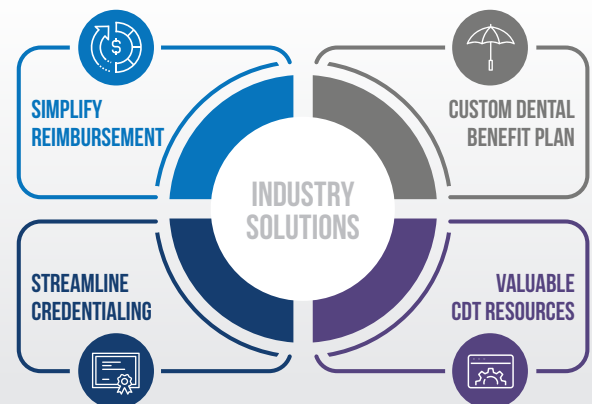 SIMPLIFY
REIMBURSEMENT
CUSTOM DENTAL
BENEFIT PLAN
INDUSTRY
SOLUTIONS
STREAMLINE
CREDENTIALING
VALUABLE
CDT RESOURCES
$